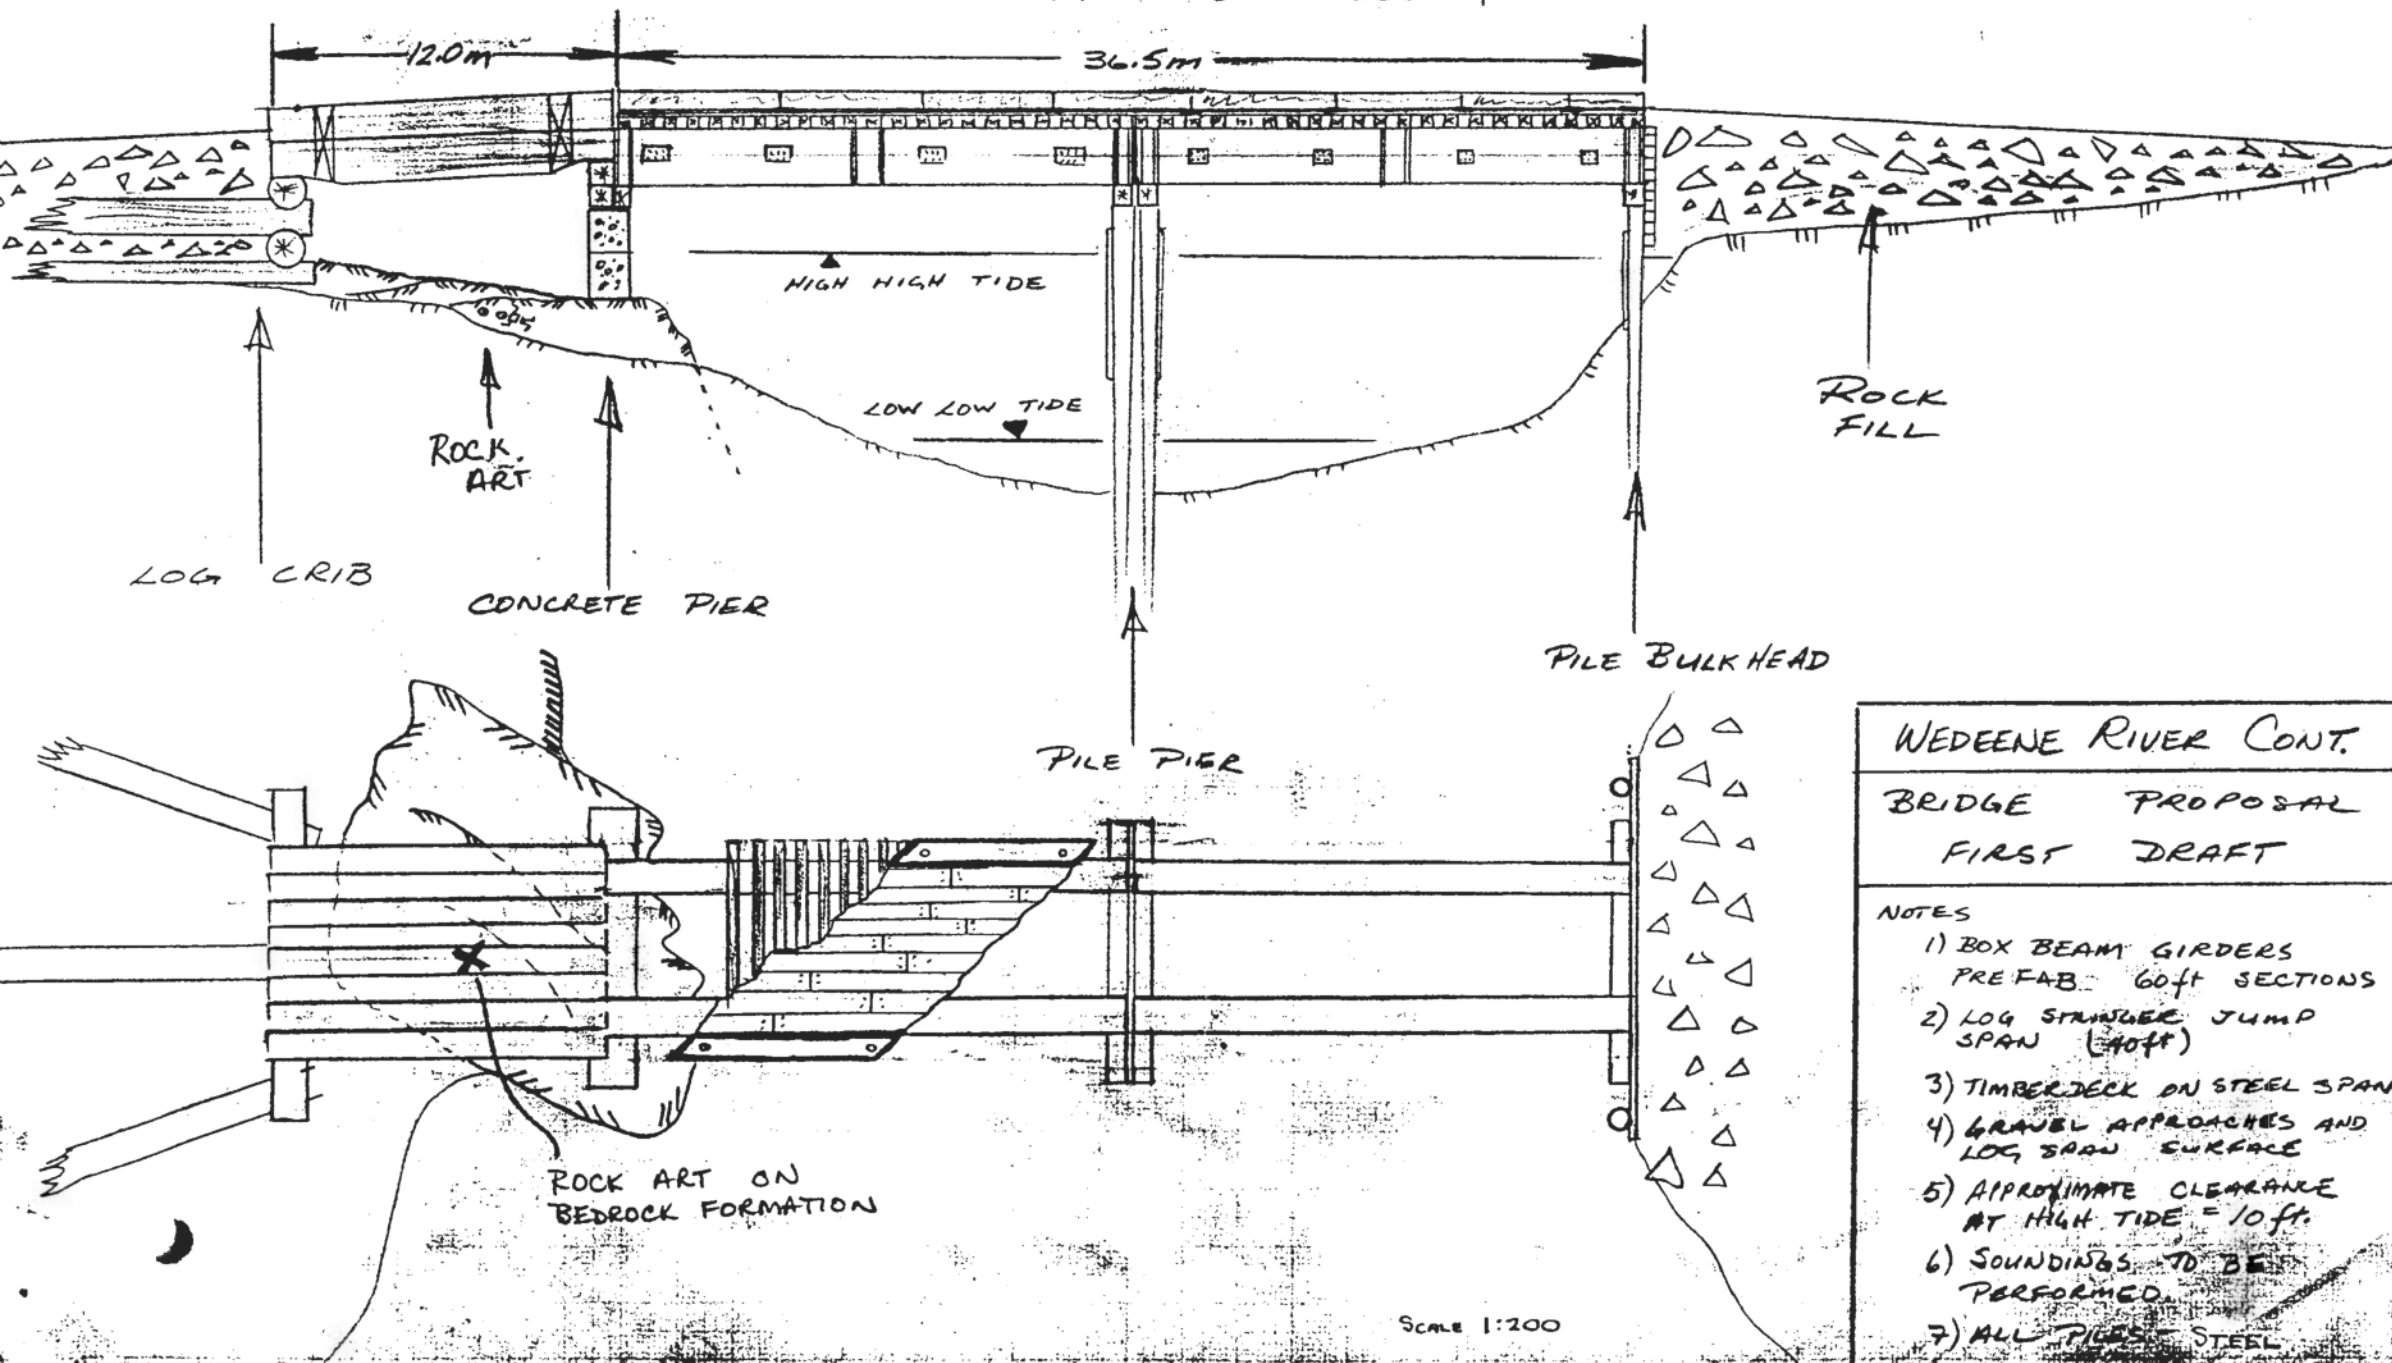 12.0m
36.5m
HIGH HIGH TIDE
LOW LOW TIDE
ROCK
FILL
ROCK.
ART
LOG CRIB
CONCRETE PIER
PILE BULKHEAD
PILE PIER
ROCK ART ON
BEDROCK FORMATION
SCALE 1:200
WEDEENE RIVER CONT.
BRIDGE PROPOSAL
FIRST DRAFT
NOTES
1) BOX BEAM GIRDERS
PREFAB 60ft SECTIONS
2) LOG STRINGER JUMP
SPAN (40ft)
3) TIMBERDECK ON STEEL SPAN
4) GRAVEL APPROACHES AND
LOG SPAN SURFACE
5) APPROXIMATE CLEARANCE
AT HIGH TIDE = 10 ft.
6) SOUNDINGS TO BE
PERFORMED.
7) ALL PILES STEEL